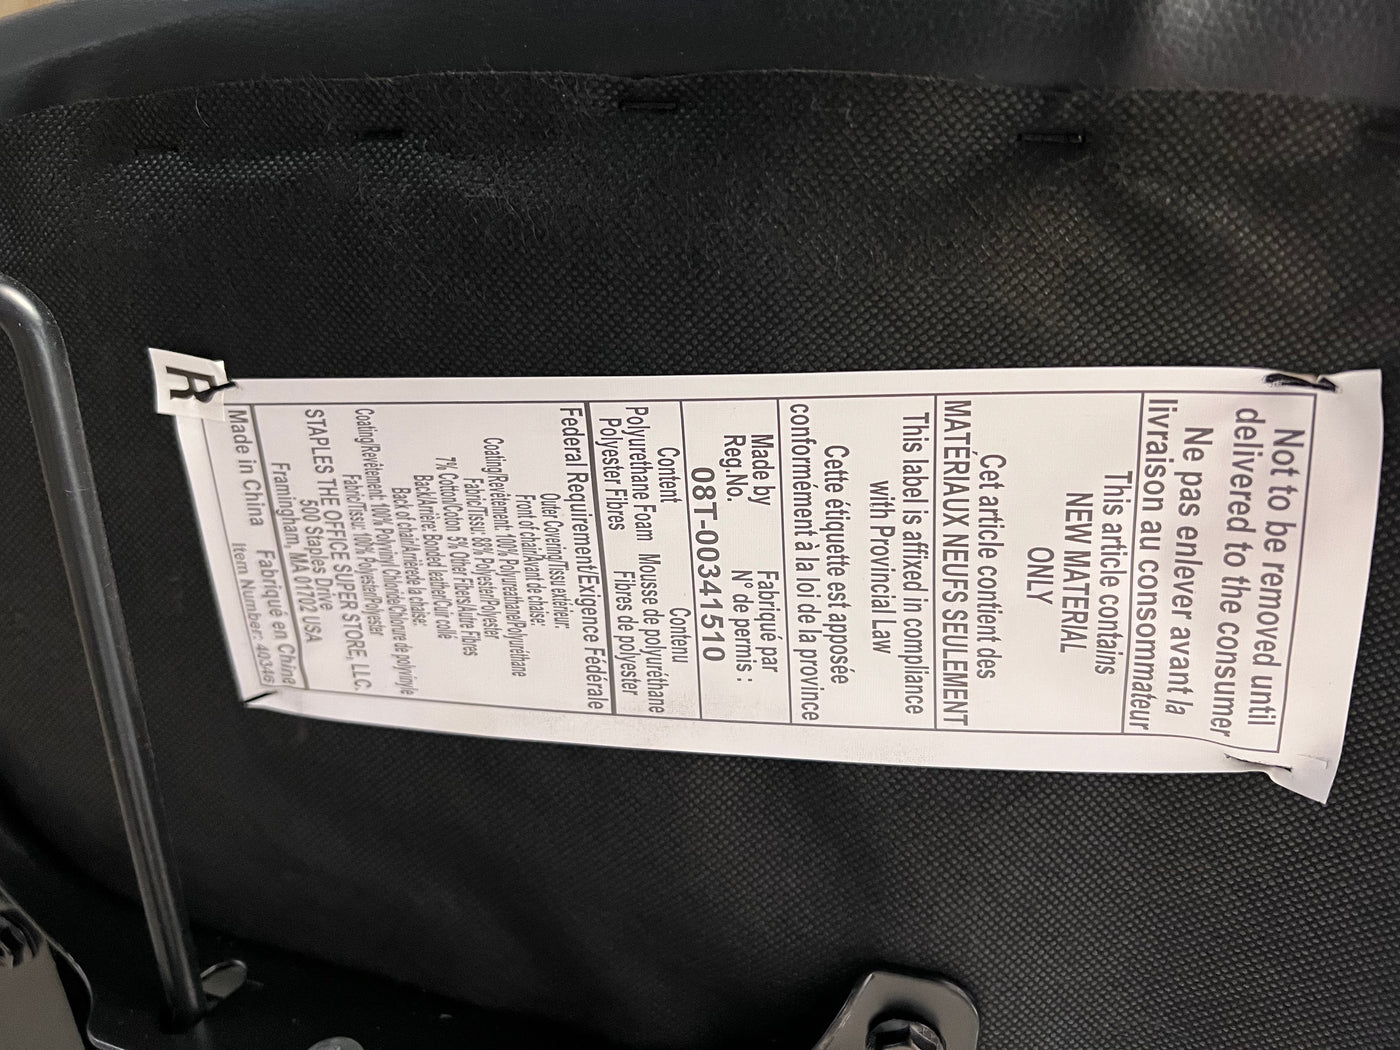 Not to be removed until
delivered to the consumer
Ne pas enlever avant la
livraison au consommateur
This article contains
NEW MATERIAL
ONLY
Cet article contient des
MATÉRIAUX NEUFS SEULEMENT
This label is affixed in compliance
with Provincial Law
Cette étiquette est apposée
conformément à la loi de la province
Made by Fabriqué par
Reg.No. N° de permis :
08T-00341510
Content Contenu
Polyurethane Foam Mousse de polyuréthane
Polyester Fibres Fibres de polyester
Federal Requirement/Exigence Fédérale
Outer Covering/Tissu extérieur:
Front of chair/Avant de chaise:
Coating/Revêtement: 100% Polyurethane/Polyuréthane
Fabric/Tissu: 88% Polyester/Polyester
7% Cotton/Coton 5% Other Fibers/Autre Fibres
Back/Arrière: Bonded leather/Cuir collé
Back of chair/Arrière de la chaise:
Coating/Revêtement: 100% Polyvinyl Chloride/Chlorure de polyvinyle
Fabric/Tissu: 100% Polyester/Polyester
STAPLES THE OFFICE SUPER STORE, LLC.
500 Staples Drive
Framingham, MA 01702 USA
Made in China Fabriqué en China
Item Number: 40346
R